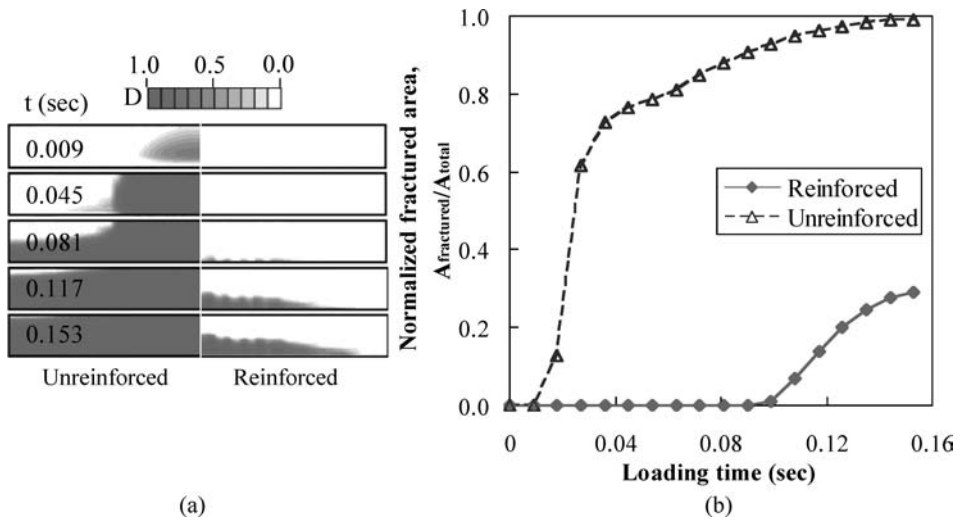 1.0 0.5 0.0
D
t (sec)
0.009
0.045
0.081
0.117
0.153
Unreinforced Reinforced
(a)
Normalized fractured area,
Afractured/Atotal
1.0
0.8
0.6
0.4
0.2
0.0
Reinforced
Unreinforced
0 0.04 0.08 0.12 0.16
Loading time (sec)
(b)